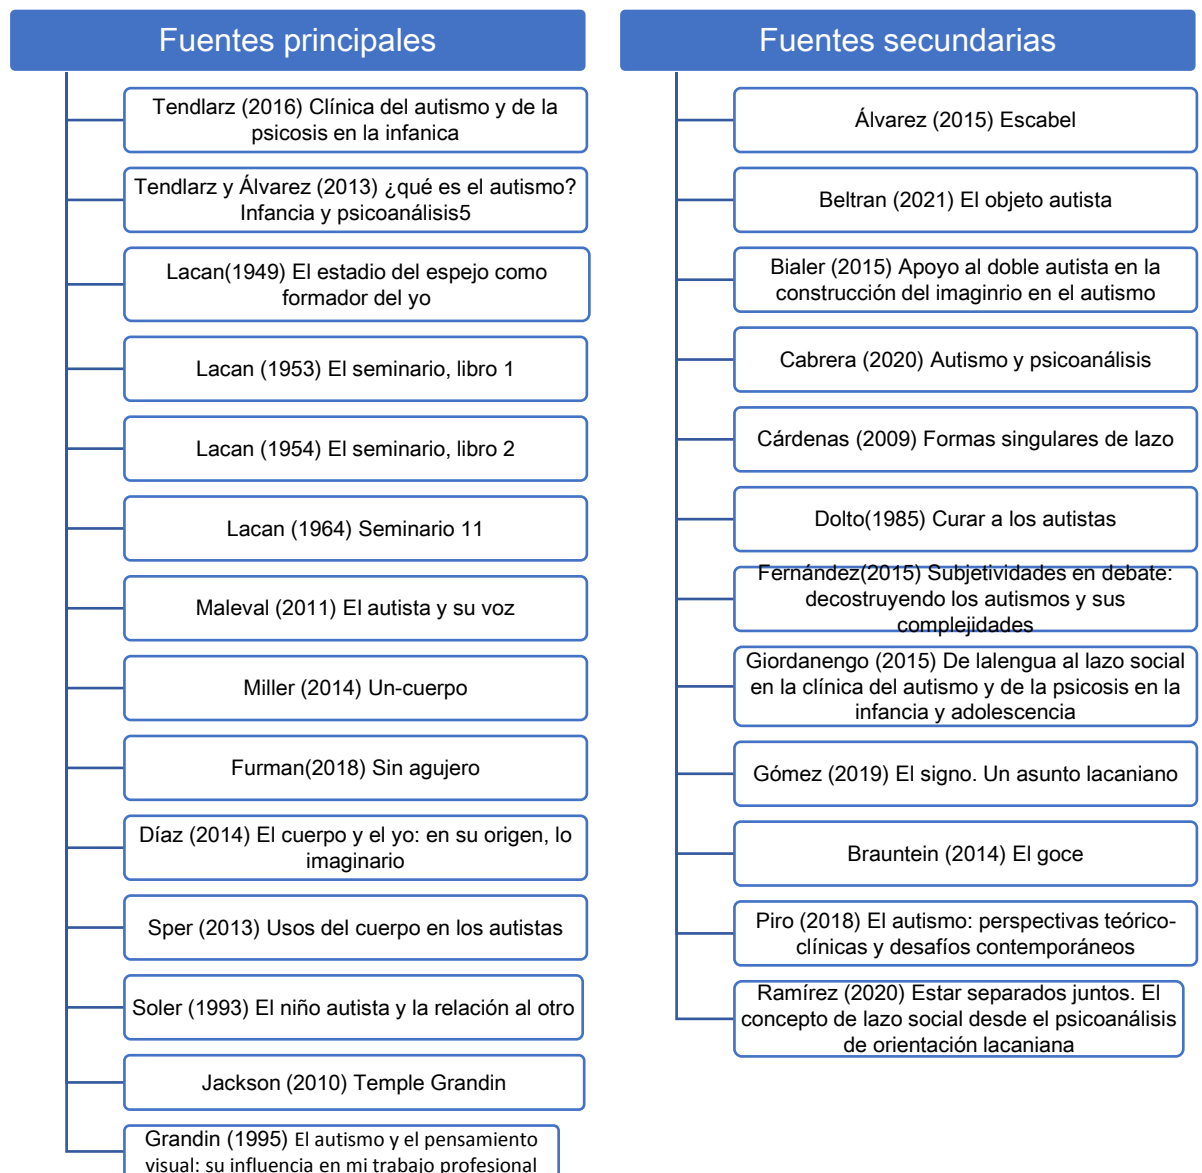 Fuentes principales
Tendlarz (2016) Clínica del autismo y de la
psicosis en la infanica
Tendlarz y Álvarez (2013) ¿qué es el autismo?
Infancia y psicoanálisis5
Lacan(1949) El estadio del espejo como
formador del yo
Lacan (1953) El seminario, libro 1
Lacan (1954) El seminario, libro 2
Lacan (1964) Seminario 11
Maleval (2011) El autista y su voz
Miller (2014) Un-cuerpo
Furman(2018) Sin agujero
Díaz (2014) El cuerpo y el yo: en su origen, lo
imaginario
Sper (2013) Usos del cuerpo en los autistas
Soler (1993) El niño autista y la relación al otro
Jackson (2010) Temple Grandin
Grandin (1995) El autismo y el pensamiento
visual: su influencia en mi trabajo profesional
Fuentes secundarias
Álvarez (2015) Escabel
Beltran (2021) El objeto autista
Bialer (2015) Apoyo al doble autista en la
construcción del imaginrio en el autismo
Cabrera (2020) Autismo y psicoanálisis
Cárdenas (2009) Formas singulares de lazo
Dolto(1985) Curar a los autistas
Fernández(2015) Subjetividades en debate:
decostruyendo los autismos y sus
complejidades
Giordanengo (2015) De lalengua al lazo social
en la clínica del autismo y de la psicosis en la
infancia y adolescencia
Gómez (2019) El signo. Un asunto lacaniano
Brauntein (2014) El goce
Piro (2018) El autismo: perspectivas teórico-
clínicas y desafíos contemporáneos
Ramírez (2020) Estar separados juntos. El
concepto de lazo social desde el psicoanálisis
de orientación lacaniana